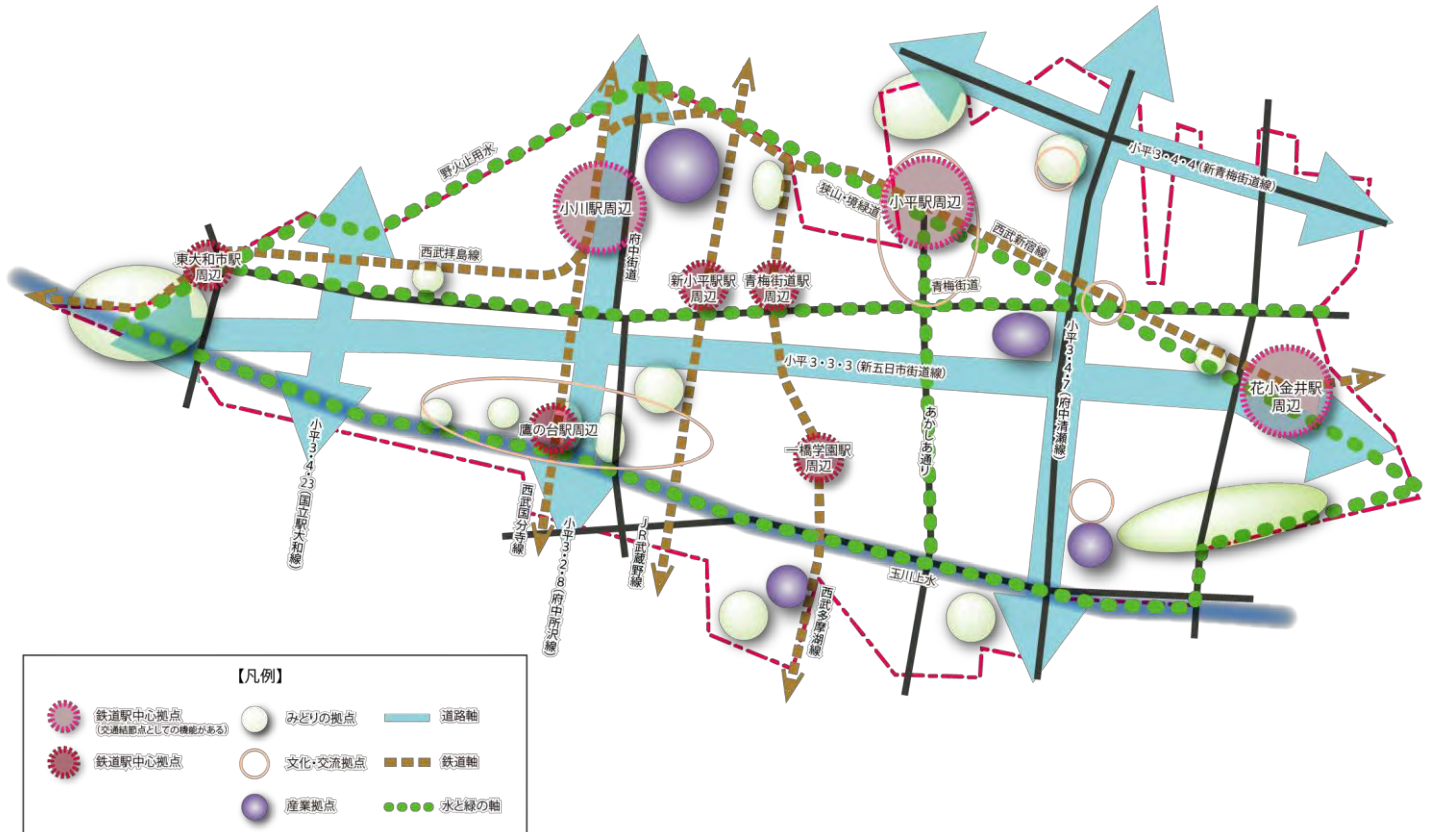 小平3・4・4(新青梅街道線)
野火止用水
狭山・境緑道
小川駅周辺
小平駅周辺
西武新宿線
府中街道
西武拝島線
東大和市駅
周辺
新小平駅駅
周辺
青梅街道駅
周辺
青梅街道
小平3・3・3(新五日市街道線)
小平3・4・7(府中清瀬線)
花小金井駅
周辺
あかしあ通り
鷹の台駅周辺
一橋学園駅
周辺
小平3・4・23(国立駅大和線)
西武国分寺線
小平3・2・8(府中所沢線)
JR武蔵野線
玉川上水
西武多摩湖線
【凡例】
鉄道駅中心拠点
(交通結節点としての機能がある)
みどりの拠点
道路軸
鉄道駅中心拠点
文化・交流拠点
鉄道軸
産業拠点
水と緑の軸